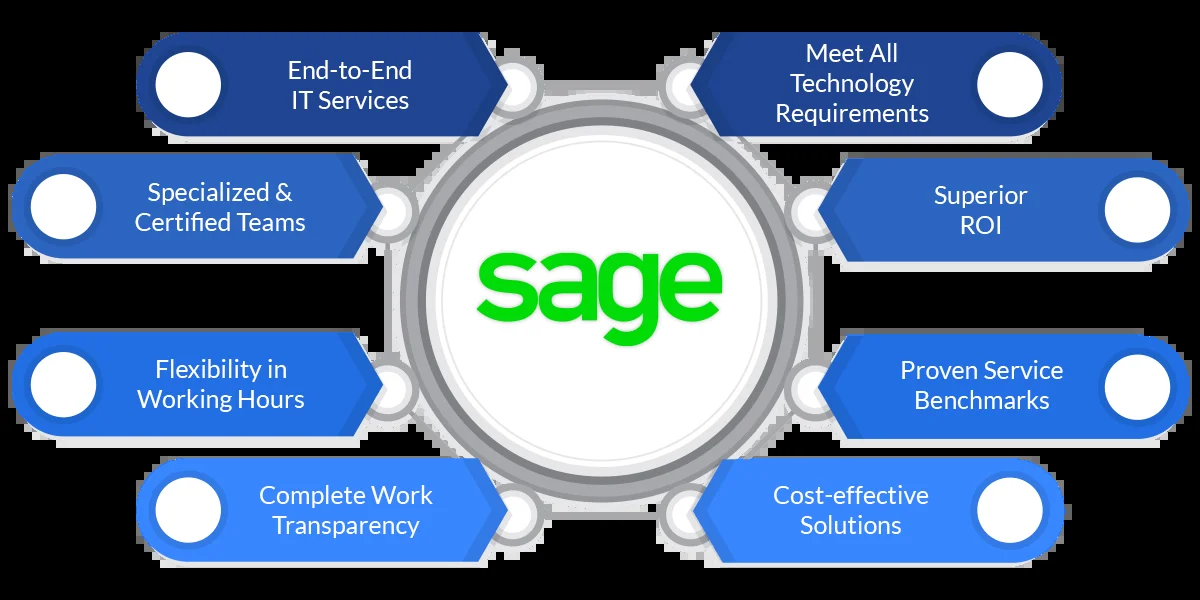 End-to-End
IT Services
Meet All
Technology
Requirements
Specialized &
Certified Teams
Superior
ROI
sage
Flexibility in
Working Hours
Proven Service
Benchmarks
Complete Work
Transparency
Cost-effective
Solutions